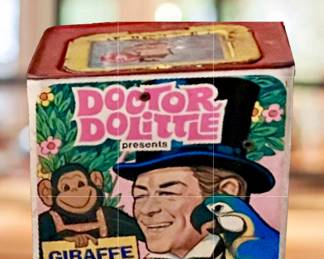 DOCTOR
DOLITTLE
presents
GIRAFFE